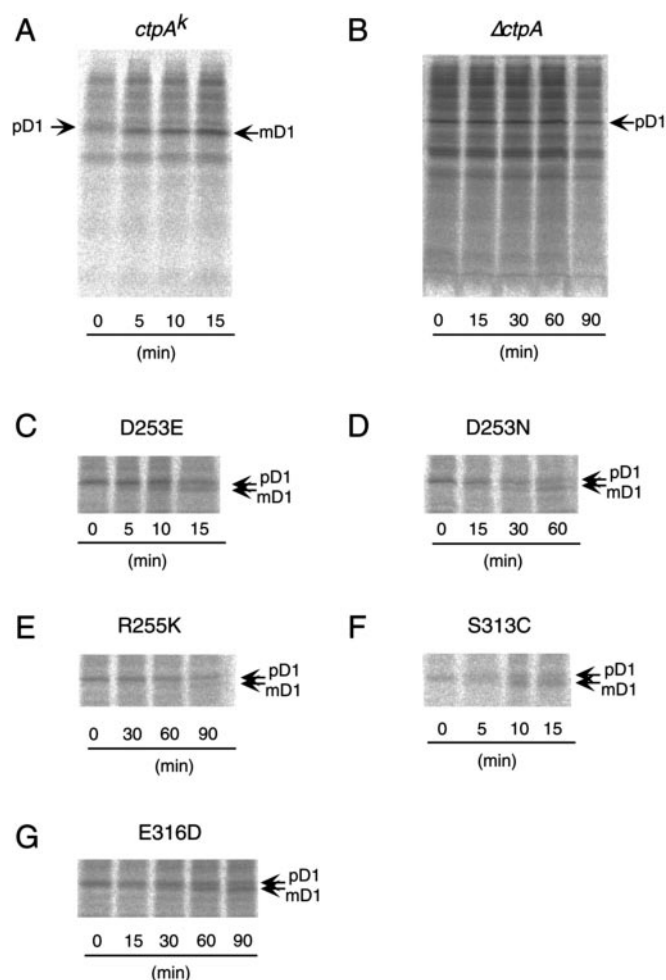 A
ctpAk
pD1
mD1
0 5 10 15
(min)
B
ΔctpA
pD1
0 15 30 60 90
(min)
C
D253E
pD1
mD1
0 5 10 15
(min)
D
D253N
pD1
mD1
0 15 30 60
(min)
E
R255K
pD1
mD1
0 30 60 90
(min)
F
S313C
pD1
mD1
0 5 10 15
(min)
G
E316D
pD1
mD1
0 15 30 60 90
(min)